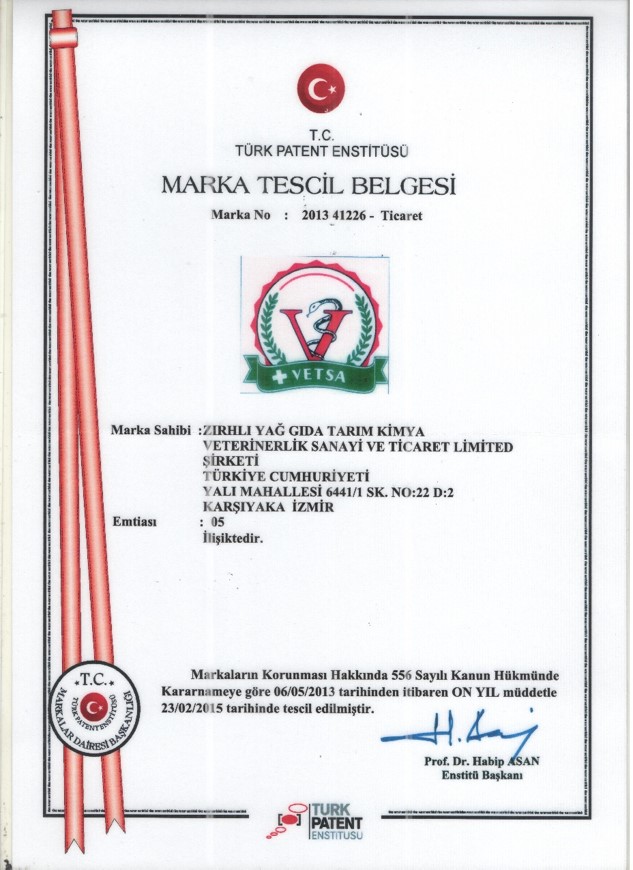 T.C.
TÜRK PATENT ENSTİTÜSÜ
MARKA TESCİL BELGESİ
Marka No : 2013 41226 - Ticaret
V
VETSA
Marka Sahibi :ZIRHLI YAĞ GIDA TARIM KİMYA
VETERİNERLİK SANAYİ VE TİCARET LİMİTED
ŞİRKETİ
TÜRKİYE CUMHURİYETİ
YALI MAHALLESİ 6441/1 SK. NO:22 D:2
KARŞIYAKA İZMİR
Emtiası : 05
İlişiktedir.
Markaların Korunması Hakkında 556 Sayılı Kanun Hükmünde
Kararnameye göre 06/05/2013 tarihinden itibaren ON YIL müddetle
23/02/2015 tarihinde tescil edilmiştir.
T.C.
TÜRK PATENT ENSTİTÜSÜ
MARKALAR DAİRESİ BAŞKANLIĞI
Prof. Dr. Habip ASAN
Enstitü Başkanı
TÜRK
PATENT
ENSTİTÜSÜ